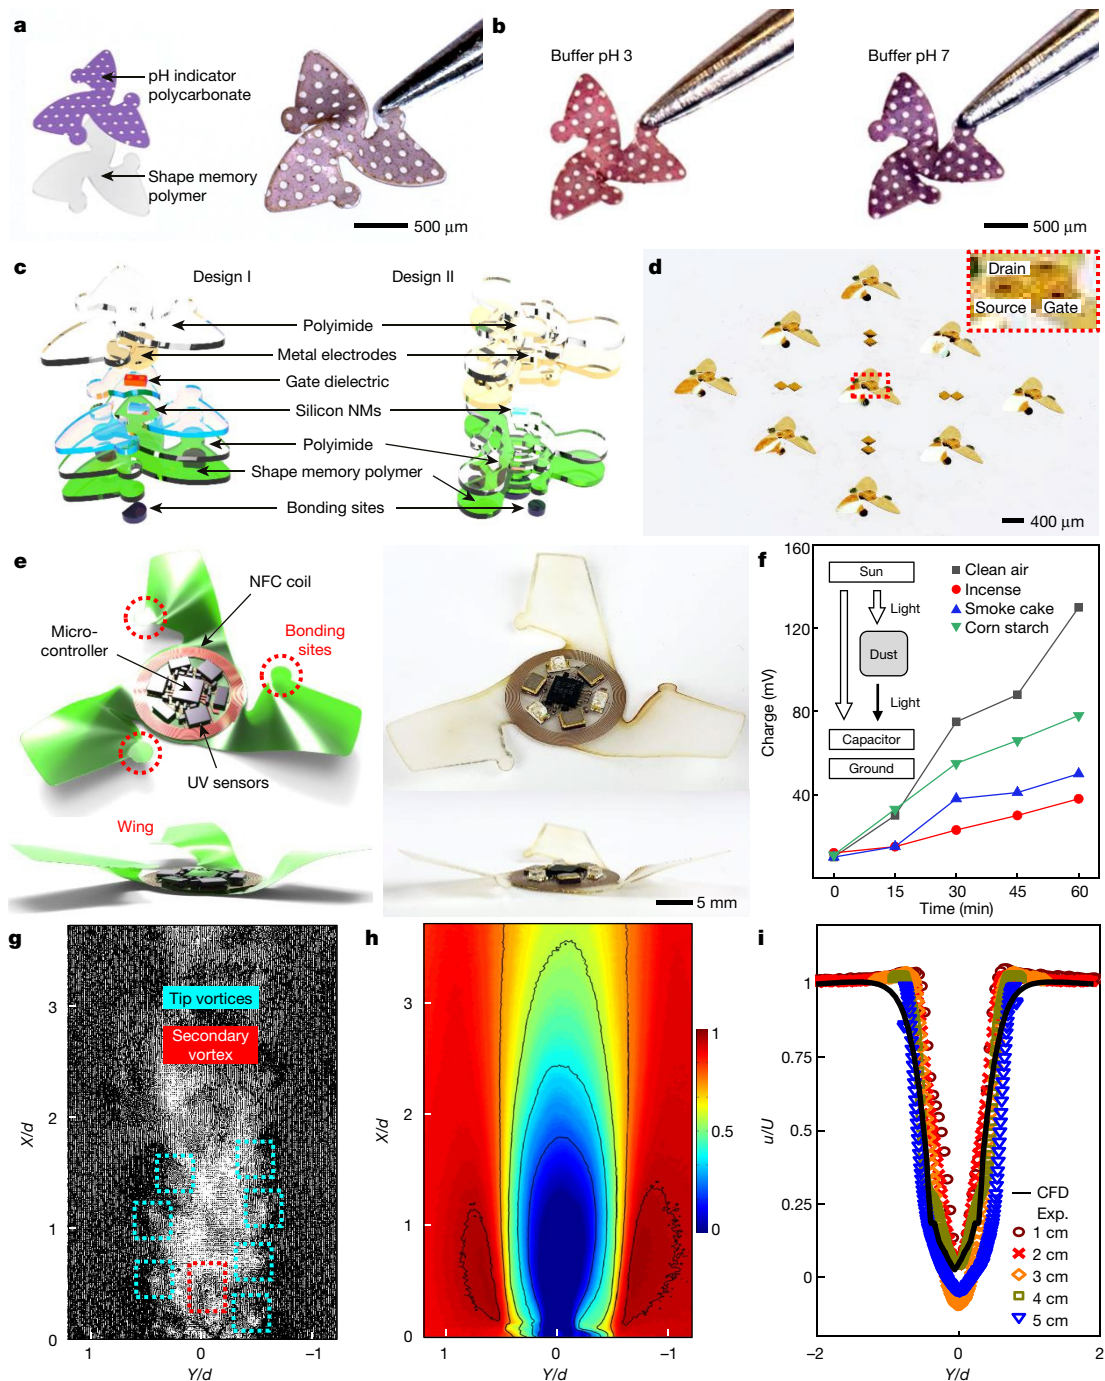 a
pH indicator
polycarbonate
Shape memory
polymer
500 μm
b
Buffer pH 3
Buffer pH 7
500 μm
c
Design I
Design II
Polyimide
Metal electrodes
Gate dielectric
Silicon NMs
Polyimide
Shape memory polymer
Bonding sites
d
Drain
Source
Gate
400 μm
e
NFC coil
Micro-
controller
Bonding
sites
UV sensors
Wing
5 mm
f
160
120
80
40
Charge (mV)
0
15
30
45
60
Time (min)
Sun
Light
Dust
Light
Capacitor
Ground
Clean air
Incense
Smoke cake
Corn starch
g
Tip vortices
Secondary
vortex
3
2
1
0
X/d
1
0
−1
Y/d
h
3
2
1
0
X/d
1
0
−1
Y/d
1
0.5
0
i
1
0.75
0.5
0.25
0
u/U
−2
0
2
Y/d
CFD
Exp.
1 cm
2 cm
3 cm
4 cm
5 cm